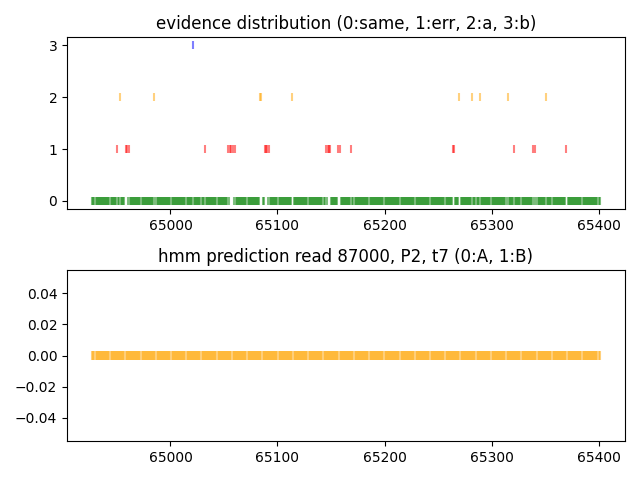 evidence distribution (0:same, 1:err, 2:a, 3:b)
3
2
1
0
65000 65100 65200 65300 65400
hmm prediction read 87000, P2, t7 (0:A, 1:B)
0.04
0.02
0.00
−0.02
−0.04
65000 65100 65200 65300 65400